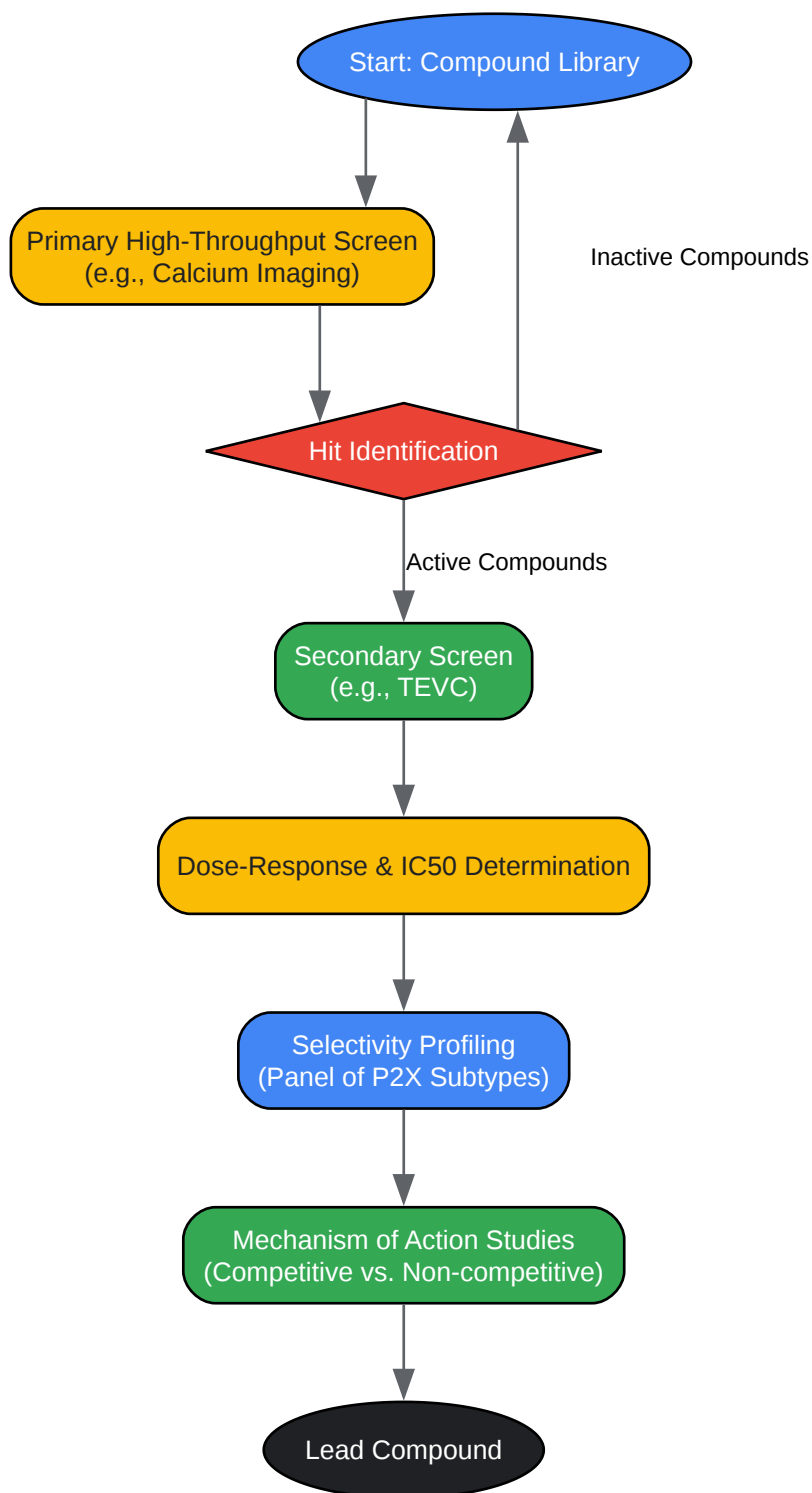 Start: Compound Library
Primary High-Throughput Screen
(e.g., Calcium Imaging)
Inactive Compounds
Hit Identification
Active Compounds
Secondary Screen
(e.g., TEVC)
Dose-Response & IC50 Determination
Selectivity Profiling
(Panel of P2X Subtypes)
Mechanism of Action Studies
(Competitive vs. Non-competitive)
Lead Compound